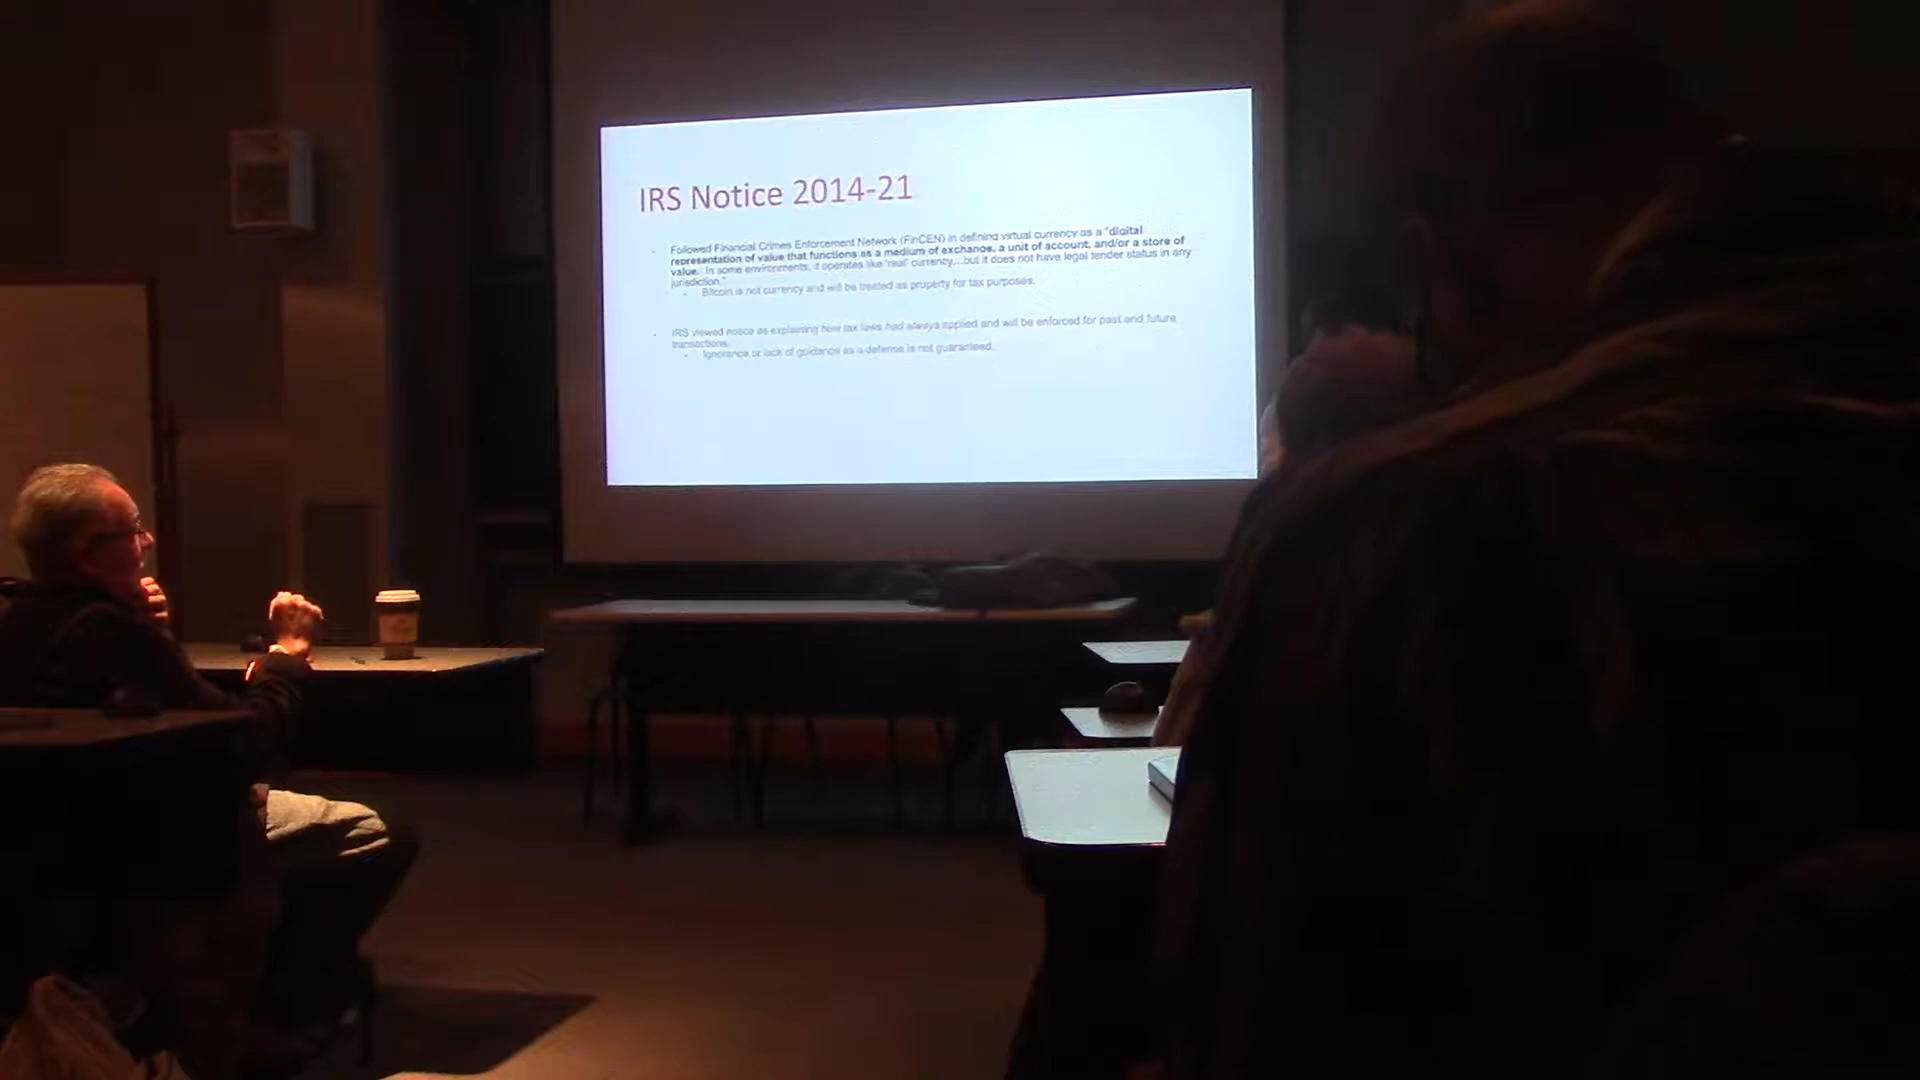 IRS Notice 2014-21
- Followed Financial Crimes Enforcement Network (FinCEN) in defining virtual currency as a "digital
representation of value that functions as a medium of exchange, a unit of account, and/or a store of
value. In some environments, it operates like 'real' currency...but it does not have legal tender status in any
jurisdiction."
- Bitcoin is not currency and will be treated as property for tax purposes.
- IRS viewed notice as explaining how tax laws had always applied and will be enforced for past and future
transactions.
- Ignorance or lack of guidance as a defense is not guaranteed.